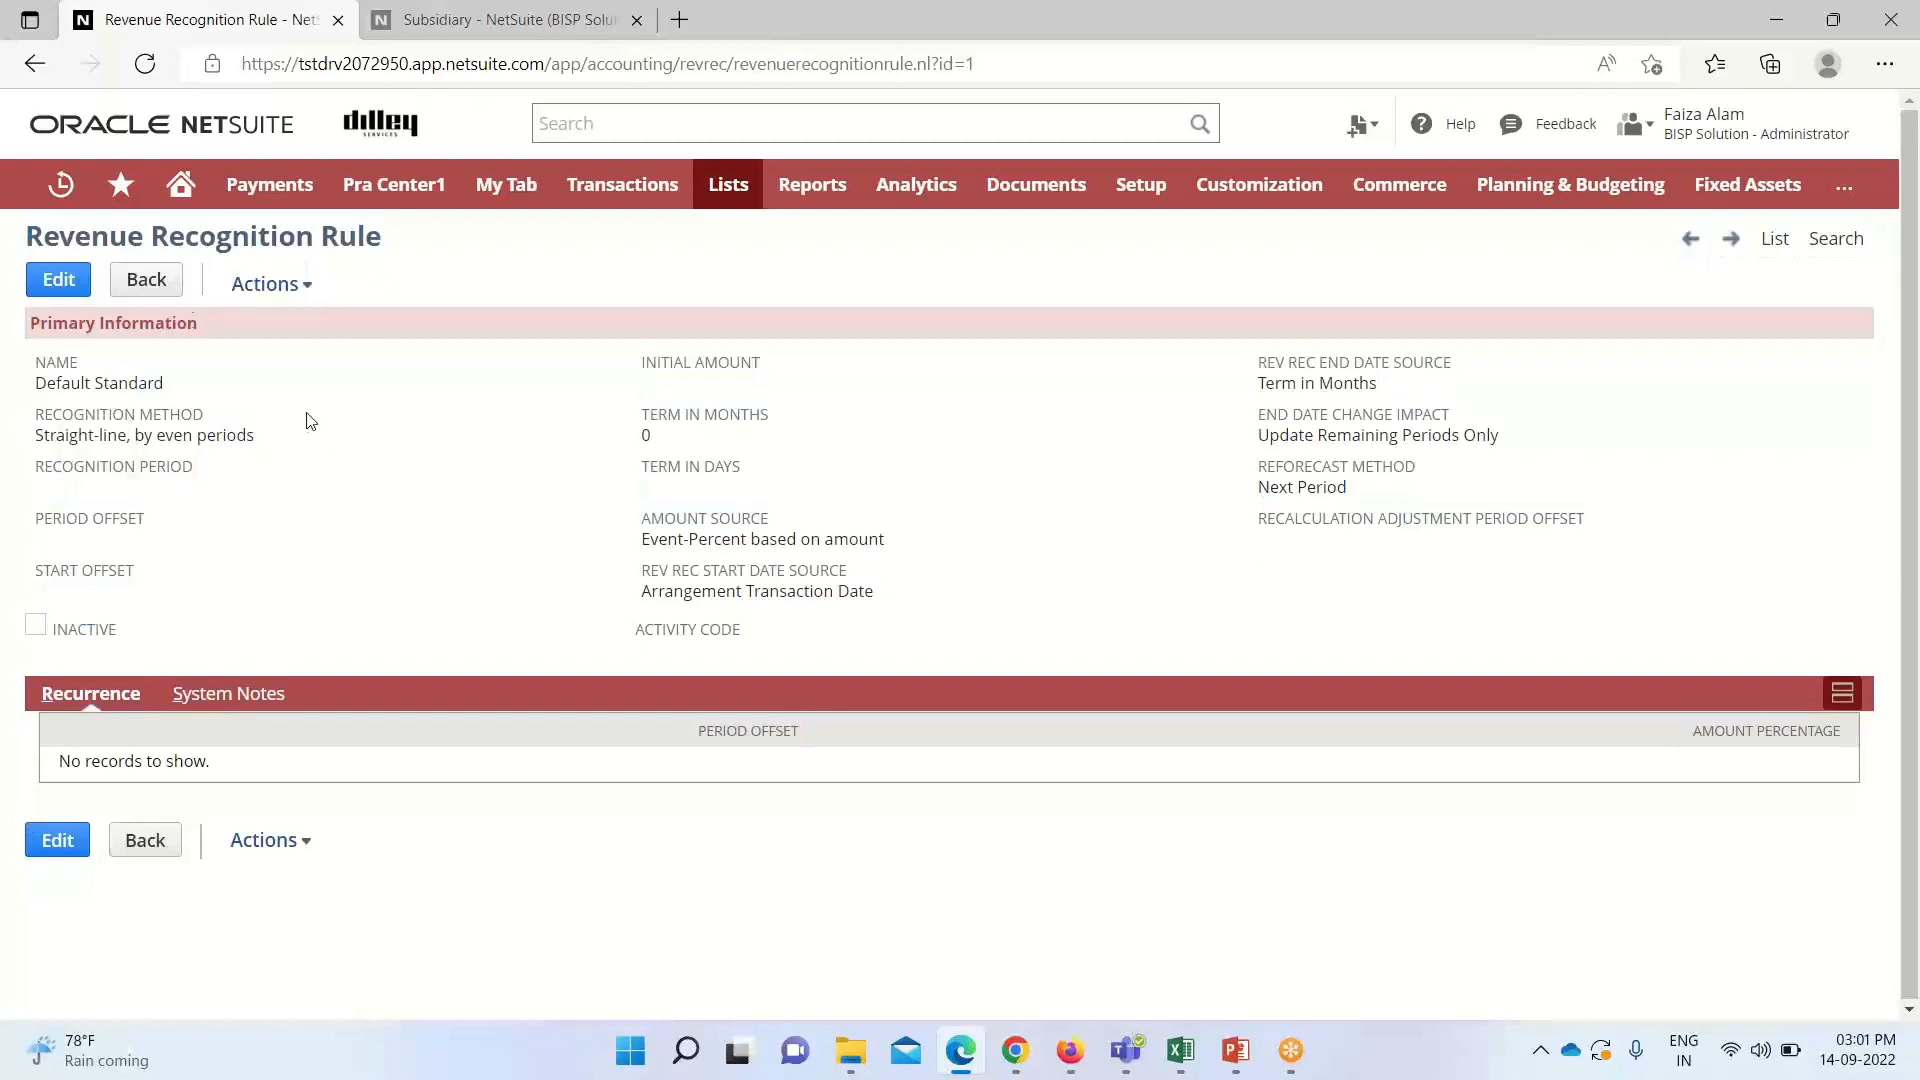 Revenue Recognition Rule - Net
Subsidiary - NetSuite (BISP Solu
https://tstdrv2072950.app.netsuite.com/app/accounting/revrec/revenuerecognitionrule.nl?id=1
ORACLE NETSUITE
dilley
SERVICES
Search
Help
Feedback
Faiza Alam
BISP Solution - Administrator
Payments
Pra Center1
My Tab
Transactions
Lists
Reports
Analytics
Documents
Setup
Customization
Commerce
Planning & Budgeting
Fixed Assets
...
Revenue Recognition Rule
List
Search
Edit
Back
Actions
Primary Information
NAME
Default Standard
RECOGNITION METHOD
Straight-line, by even periods
RECOGNITION PERIOD
PERIOD OFFSET
START OFFSET
INACTIVE
INITIAL AMOUNT
TERM IN MONTHS
0
TERM IN DAYS
AMOUNT SOURCE
Event-Percent based on amount
REV REC START DATE SOURCE
Arrangement Transaction Date
ACTIVITY CODE
REV REC END DATE SOURCE
Term in Months
END DATE CHANGE IMPACT
Update Remaining Periods Only
REFORECAST METHOD
Next Period
RECALCULATION ADJUSTMENT PERIOD OFFSET
Recurrence
System Notes
PERIOD OFFSET
AMOUNT PERCENTAGE
No records to show.
Edit
Back
Actions
78°F
Rain coming
ENG
IN
03:01 PM
14-09-2022